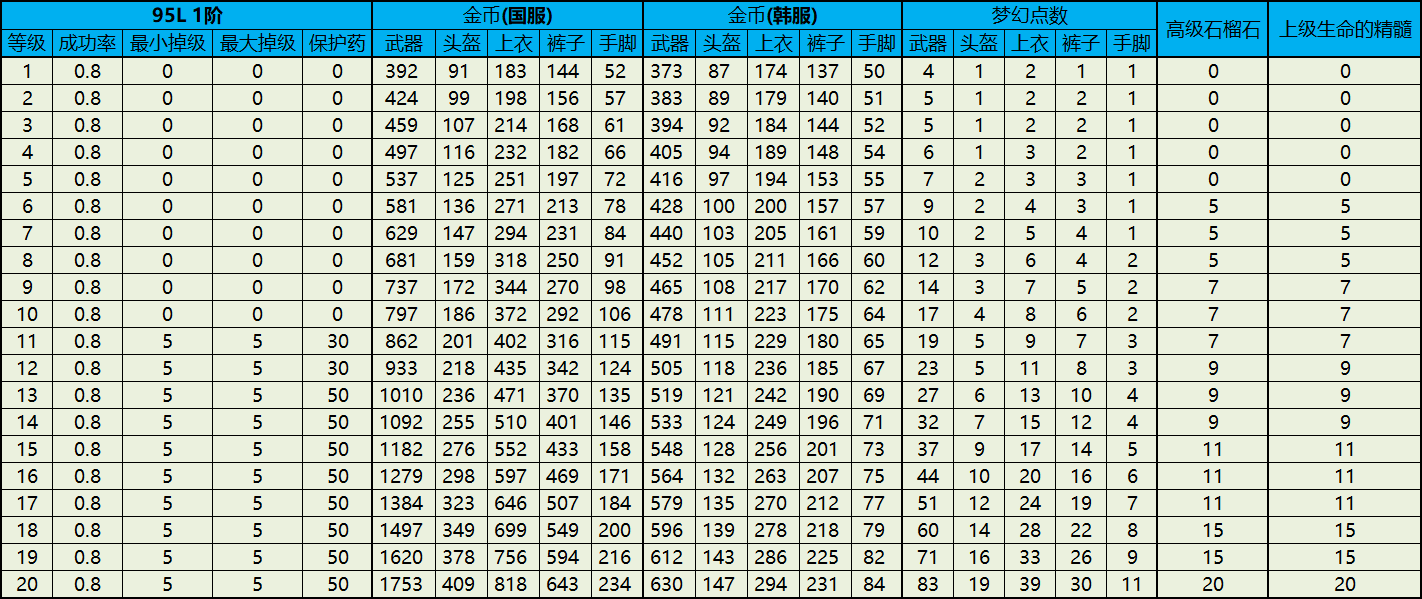 95L 1阶 金币(国服) 金币(韩服) 梦幻点数 高级石榴石 上级生命的精髓
等级 成功率 最小掉级 最大掉级 保护药 武器 头盔 上衣 裤子 手脚 武器 头盔 上衣 裤子 手脚 武器 头盔 上衣 裤子 手脚
1 0.8 0 0 0 392 91 183 144 52 373 87 174 137 50 4 1 2 1 1 0 0
2 0.8 0 0 0 424 99 198 156 57 383 89 179 140 51 5 1 2 2 1 0 0
3 0.8 0 0 0 459 107 214 168 61 394 92 184 144 52 5 1 2 2 1 0 0
4 0.8 0 0 0 497 116 232 182 66 405 94 189 148 54 6 1 3 2 1 0 0
5 0.8 0 0 0 537 125 251 197 72 416 97 194 153 55 7 2 3 3 1 0 0
6 0.8 0 0 0 581 136 271 213 78 428 100 200 157 57 9 2 4 3 1 5 5
7 0.8 0 0 0 629 147 294 231 84 440 103 205 161 59 10 2 5 4 1 5 5
8 0.8 0 0 0 681 159 318 250 91 452 105 211 166 60 12 3 6 4 2 5 5
9 0.8 0 0 0 737 172 344 270 98 465 108 217 170 62 14 3 7 5 2 7 7
10 0.8 0 0 0 797 186 372 292 106 478 111 223 175 64 17 4 8 6 2 7 7
11 0.8 5 5 30 862 201 402 316 115 491 115 229 180 65 19 5 9 7 3 7 7
12 0.8 5 5 30 933 218 435 342 124 505 118 236 185 67 23 5 11 8 3 9 9
13 0.8 5 5 50 1010 236 471 370 135 519 121 242 190 69 27 6 13 10 4 9 9
14 0.8 5 5 50 1092 255 510 401 146 533 124 249 196 71 32 7 15 12 4 9 9
15 0.8 5 5 50 1182 276 552 433 158 548 128 256 201 73 37 9 17 14 5 11 11
16 0.8 5 5 50 1279 298 597 469 171 564 132 263 207 75 44 10 20 16 6 11 11
17 0.8 5 5 50 1384 323 646 507 184 579 135 270 212 77 51 12 24 19 7 11 11
18 0.8 5 5 50 1497 349 699 549 200 596 139 278 218 79 60 14 28 22 8 15 15
19 0.8 5 5 50 1620 378 756 594 216 612 143 286 225 82 71 16 33 26 9 15 15
20 0.8 5 5 50 1753 409 818 643 234 630 147 294 231 84 83 19 39 30 11 20 20